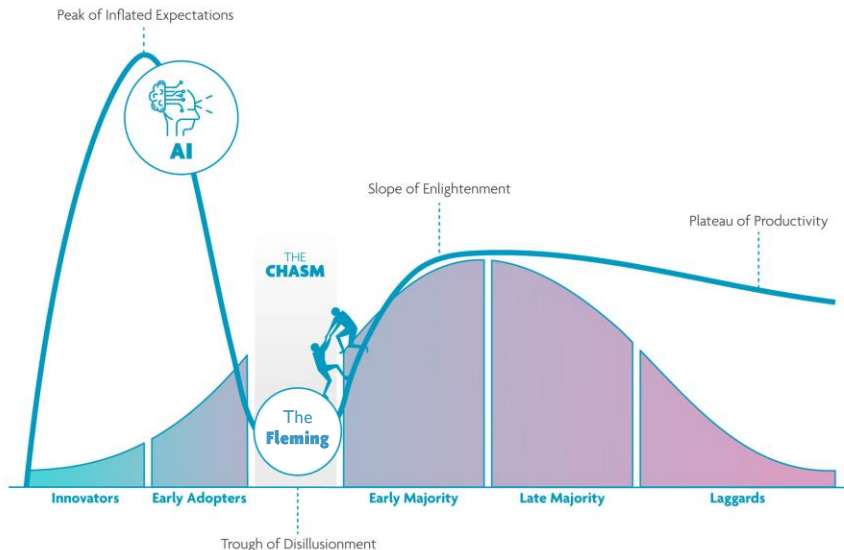 Peak of Inflated Expectations
AI
Slope of Enlightenment
Plateau of Productivity
THE
CHASM
The
Fleming
Innovators
Early Adopters
Early Majority
Late Majority
Laggards
Trough of Disillusionment